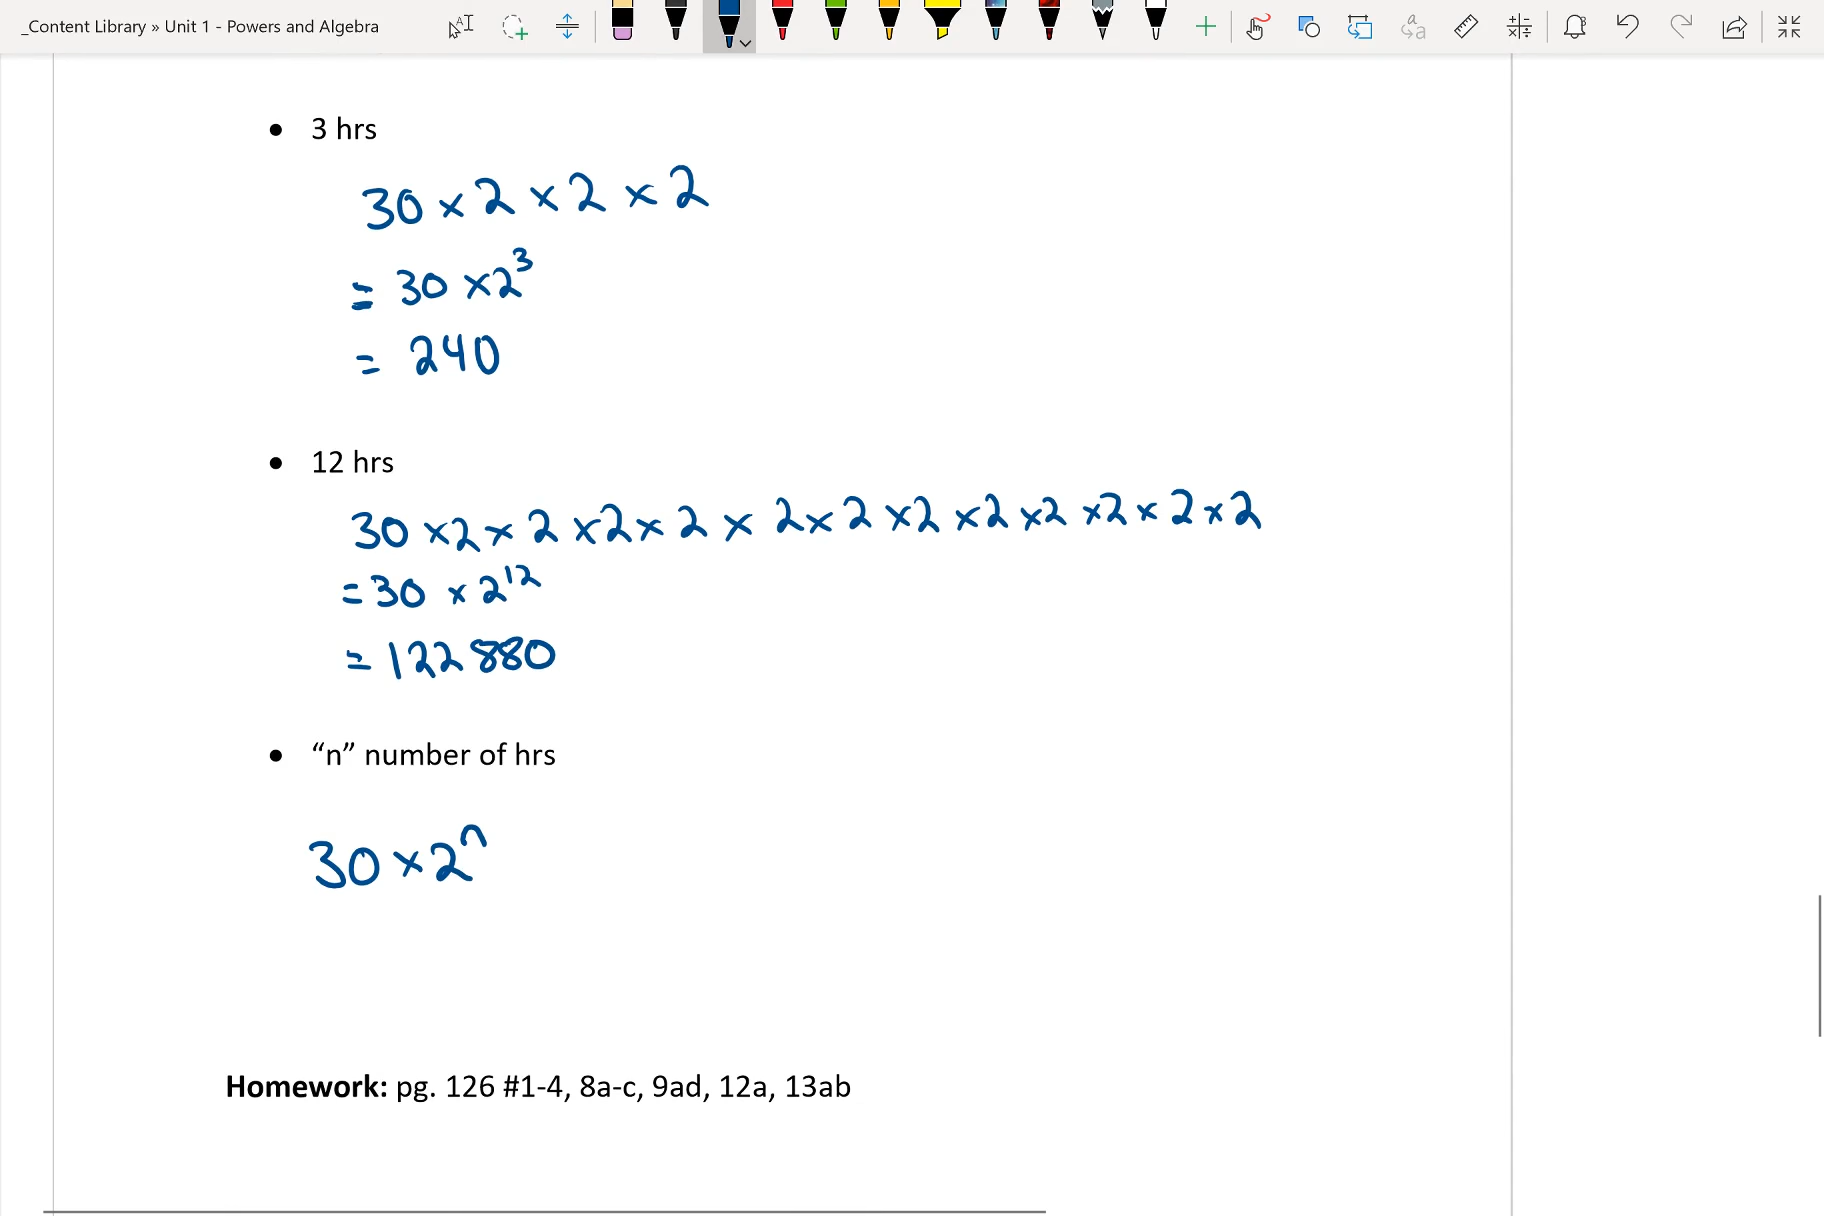 _Content Library » Unit 1 - Powers and Algebra
• 3 hrs
30 × 2 × 2 × 2
= 30 × 2³
= 240
• 12 hrs
30 × 2 × 2 × 2 × 2 × 2 × 2 × 2 × 2 × 2 × 2 × 2 × 2
= 30 × 2¹²
= 122 880
• “n” number of hrs
30 × 2ⁿ
Homework: pg. 126 #1-4, 8a-c, 9ad, 12a, 13ab